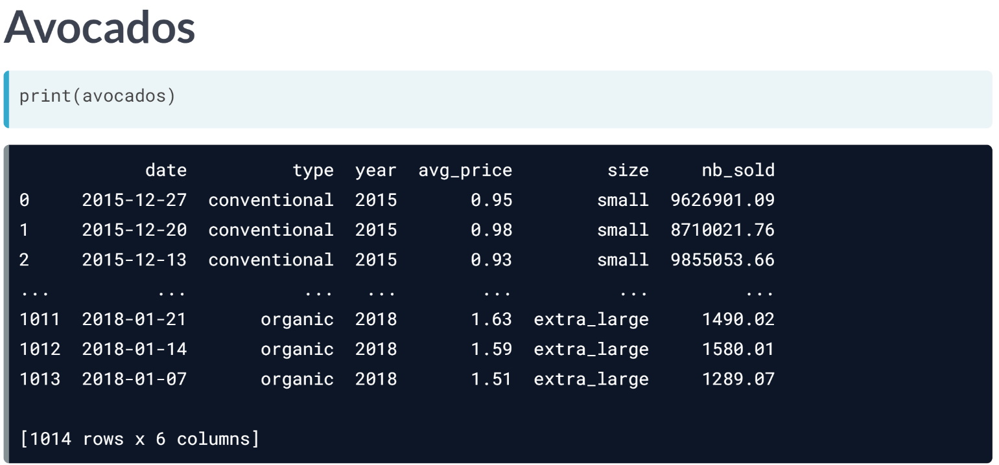 Avocados
print(avocados)
date type year avg_price size nb_sold
0 2015-12-27 conventional 2015 0.95 small 9626901.09
1 2015-12-20 conventional 2015 0.98 small 8710021.76
2 2015-12-13 conventional 2015 0.93 small 9855053.66
... ... ... ... ... ... ...
1011 2018-01-21 organic 2018 1.63 extra_large 1490.02
1012 2018-01-14 organic 2018 1.59 extra_large 1580.01
1013 2018-01-07 organic 2018 1.51 extra_large 1289.07
[1014 rows x 6 columns]